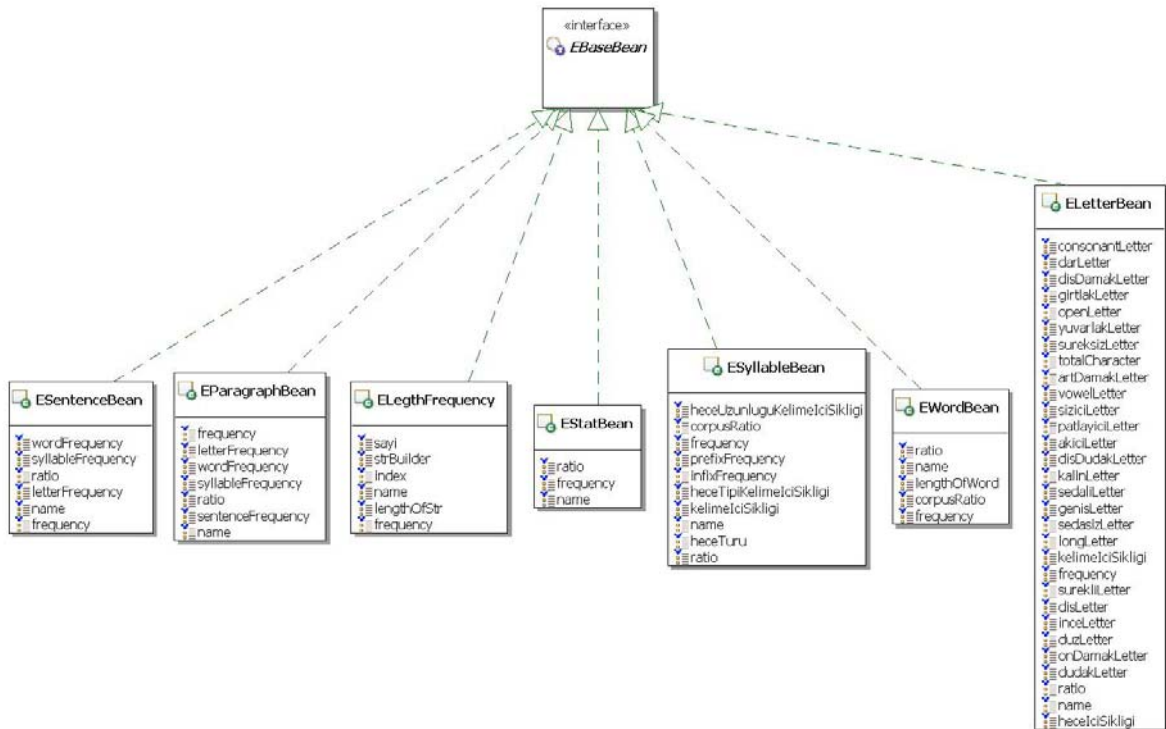 «interface»
EBaseBean
ESentenceBean
wordFrequency
syllableFrequency
ratio
letterFrequency
name
frequency
EParagraphBean
frequency
letterFrequency
wordFrequency
syllableFrequency
ratio
sentenceFrequency
name
ELegthFrequency
sayi
strBuilder
index
name
lengthOfStr
frequency
EStatBean
ratio
frequency
name
ESyllableBean
heceUzunluguKelimeIciSikligi
corpusRatio
frequency
prefixFrequency
InfixFrequency
heceTipiKelimeIciSikligi
kelimeIciSikligi
name
heceTuru
ratio
EWordBean
ratio
name
lengthOfWord
corpusRatio
frequency
ELetterBean
consonantLetter
darLetter
disDamakLetter
girtlakLetter
openLetter
yuvarlakLetter
sureksizLetter
totalCharacter
artDamakLetter
vowelLetter
siziciLetter
patlayiciLetter
akiciLetter
disDudakLetter
kalinLetter
sedaliLetter
genisLetter
sedasizLetter
longLetter
kelimeIciSikligi
frequency
surekliLetter
disLetter
inceLetter
duzLetter
onDamakLetter
dudakLetter
ratio
name
heceIciSikligi